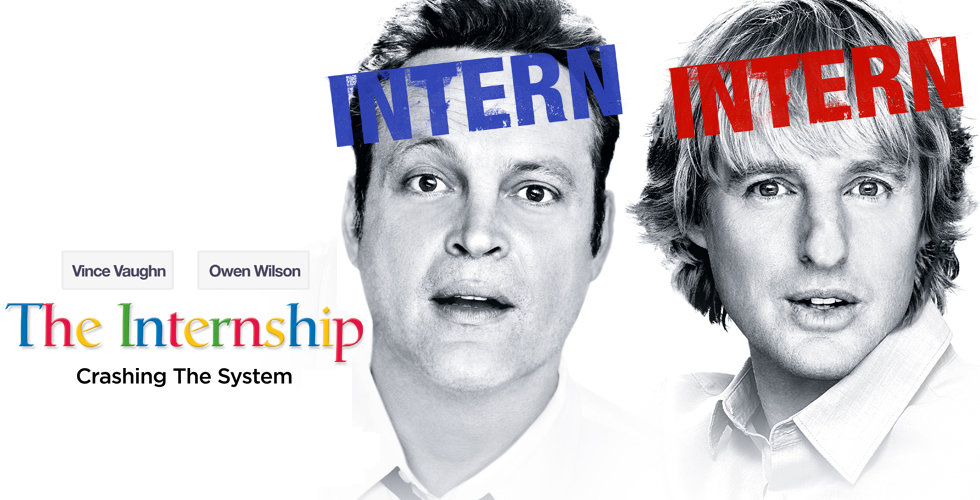 INTERN
INTERN
Vince Vaughn
Owen Wilson
The Internship
Crashing The System